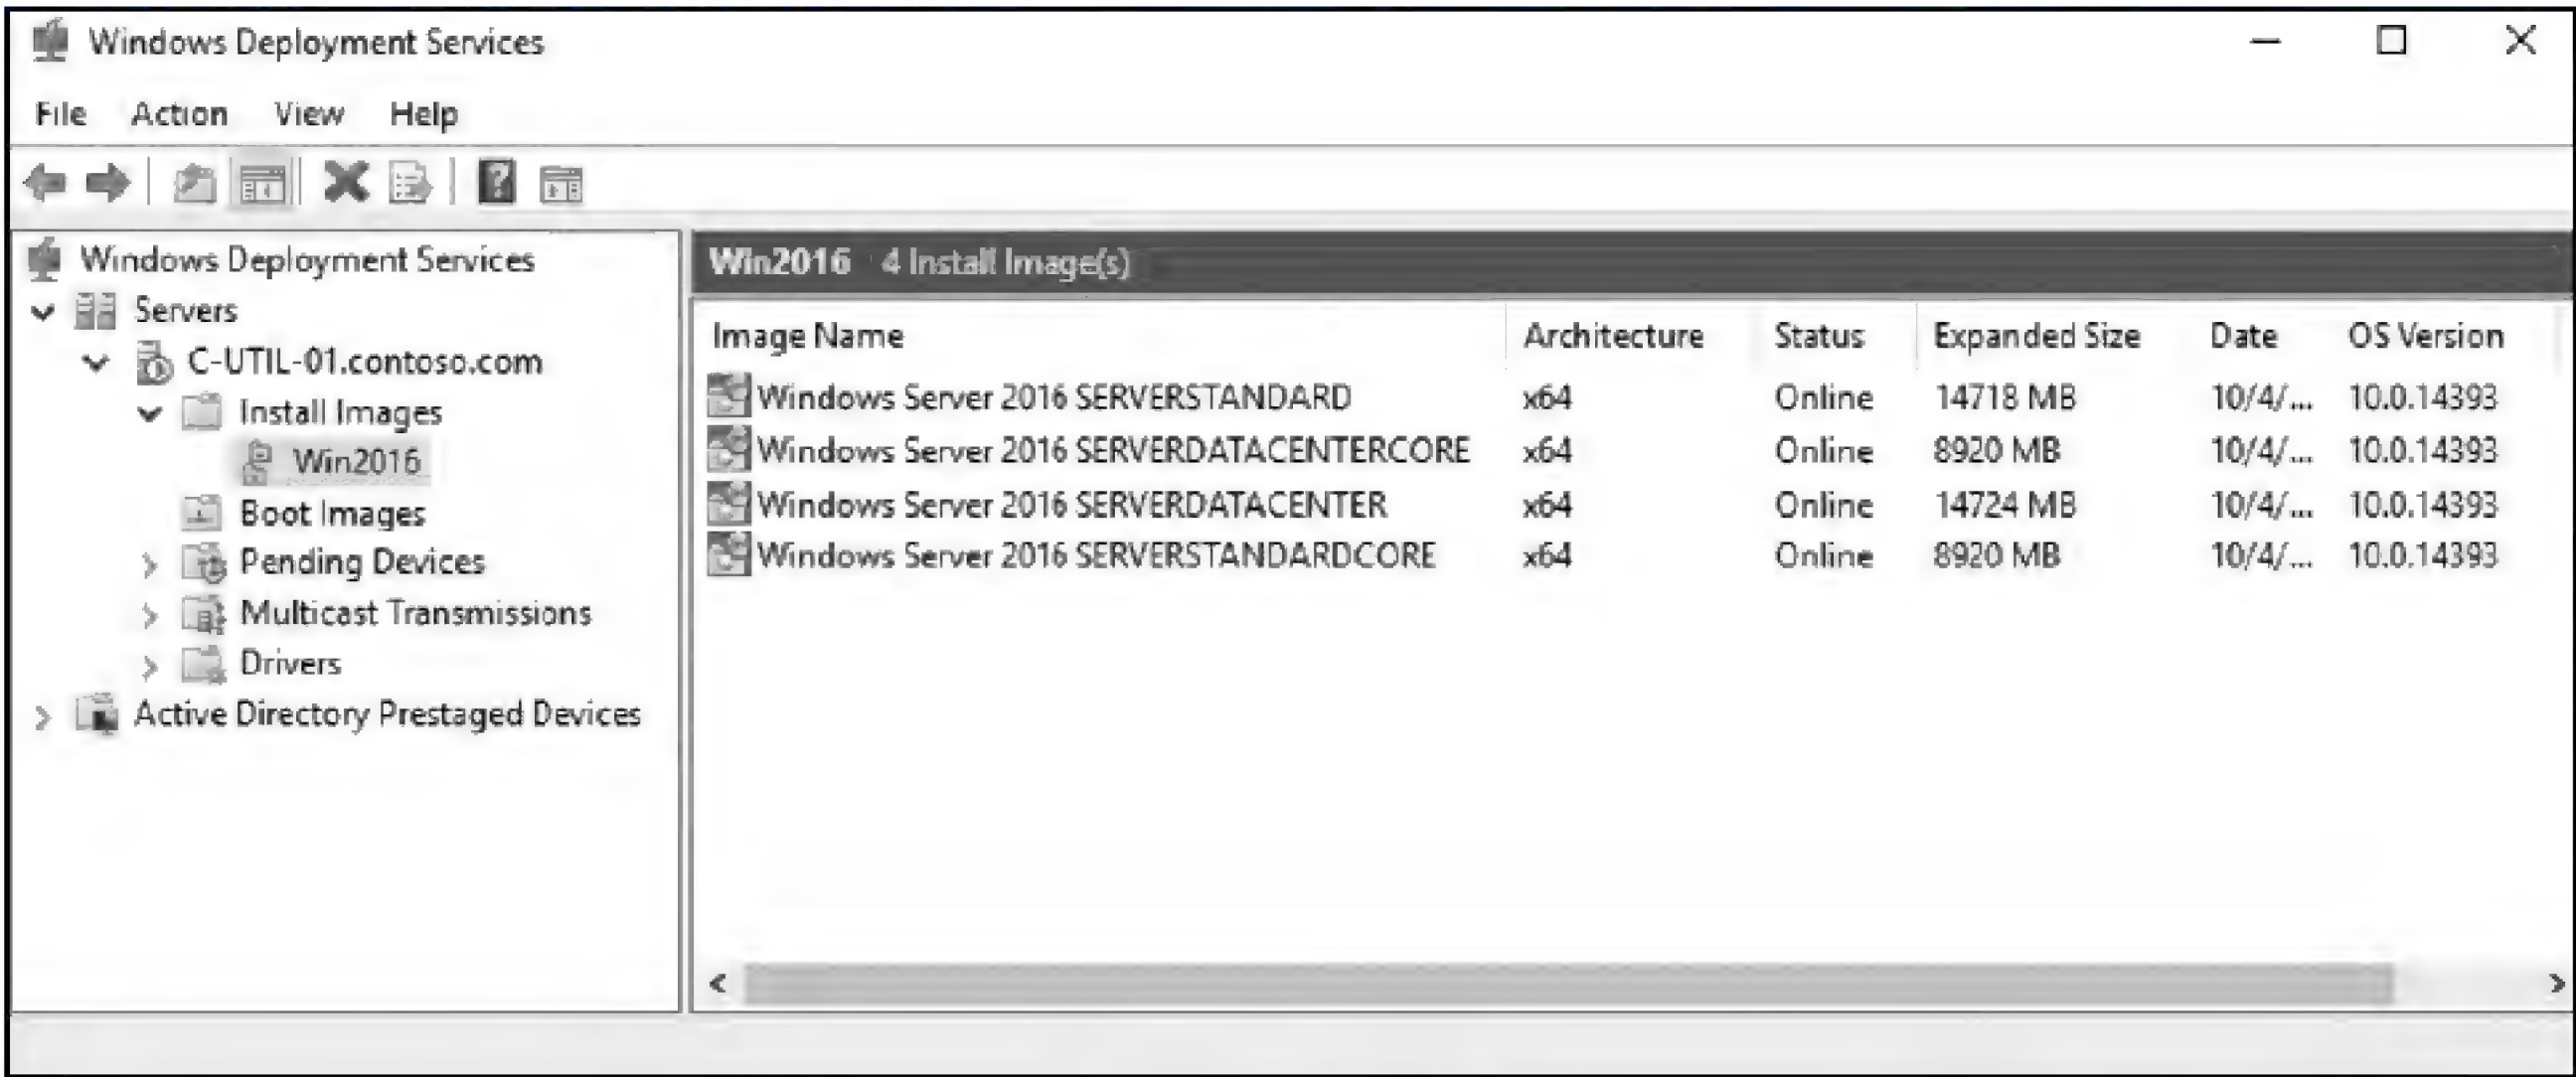 Windows Deployment Services
File Action View Help
Windows Deployment Services
Servers
C-UTIL-01.contoso.com
Install Images
Win2016
Boot Images
Pending Devices
Multicast Transmissions
Drivers
Active Directory Prestaged Devices
Win2016 4 Install Image(s)
Image Name Architecture Status Expanded Size Date OS Version
Windows Server 2016 SERVERSTANDARD x64 Online 14718 MB 10/4/... 10.0.14393
Windows Server 2016 SERVERDATACENTERCORE x64 Online 8920 MB 10/4/... 10.0.14393
Windows Server 2016 SERVERDATACENTER x64 Online 14724 MB 10/4/... 10.0.14393
Windows Server 2016 SERVERSTANDARDCORE x64 Online 8920 MB 10/4/... 10.0.14393